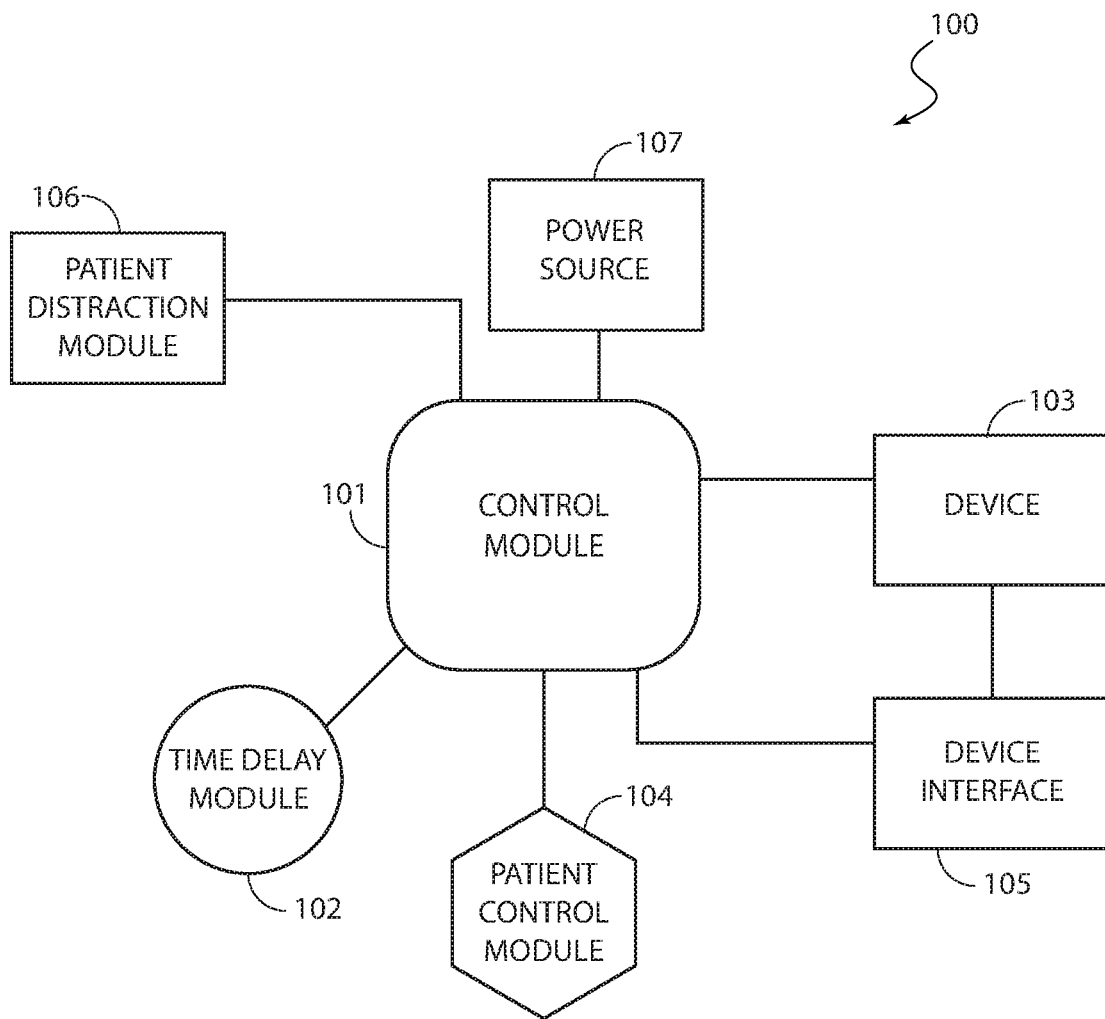 100
107
POWER
SOURCE
106
PATIENT
DISTRACTION
MODULE
103
DEVICE
101
CONTROL
MODULE
TIME DELAY
MODULE
102
104
PATIENT
CONTROL
MODULE
DEVICE
INTERFACE
105